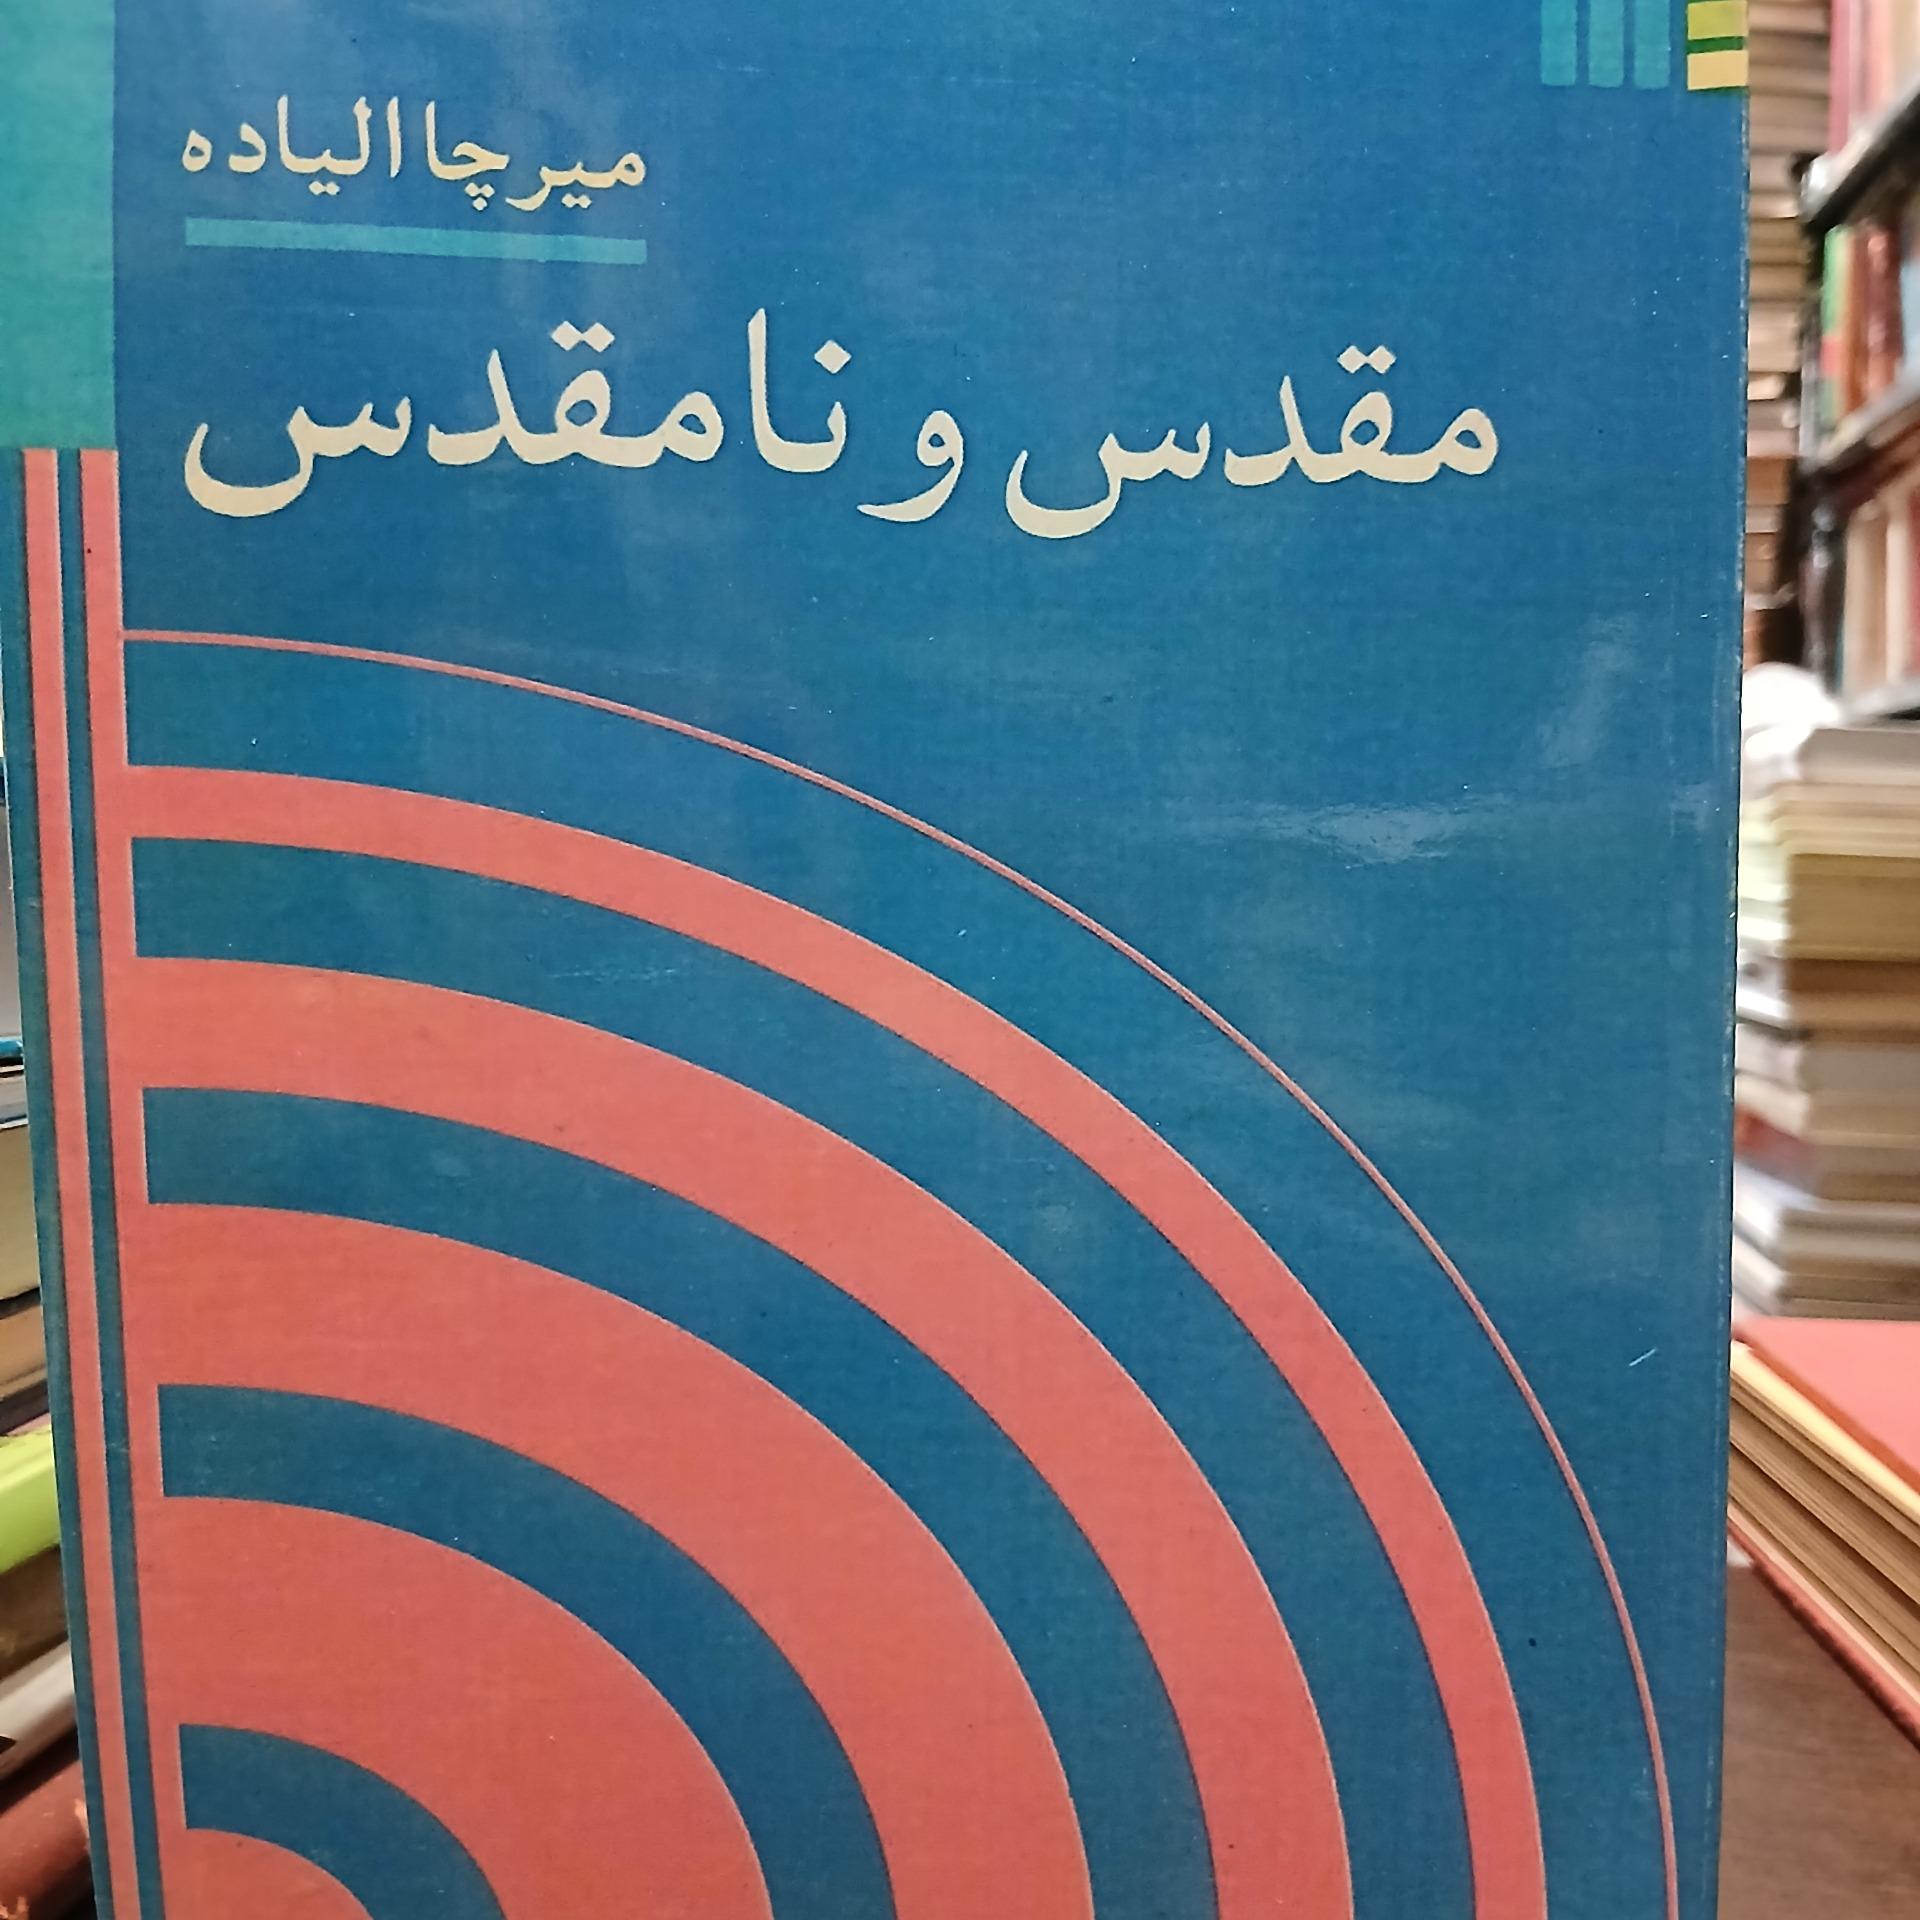 میرچا الیاده
مقدس و نامقدس